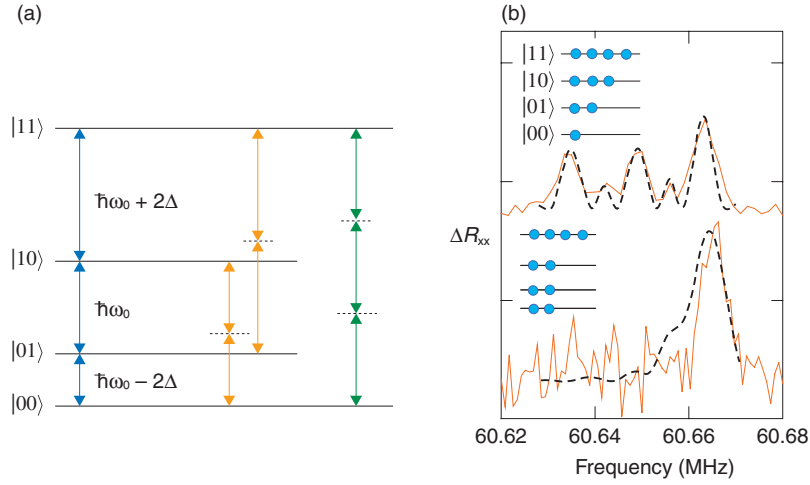 (a)
|11⟩
ħω₀ + 2Δ
|10⟩
ħω₀
|01⟩
ħω₀ − 2Δ
|00⟩
(b)
|11⟩
|10⟩
|01⟩
|00⟩
ΔRxx
60.62 60.64 60.66 60.68
Frequency (MHz)